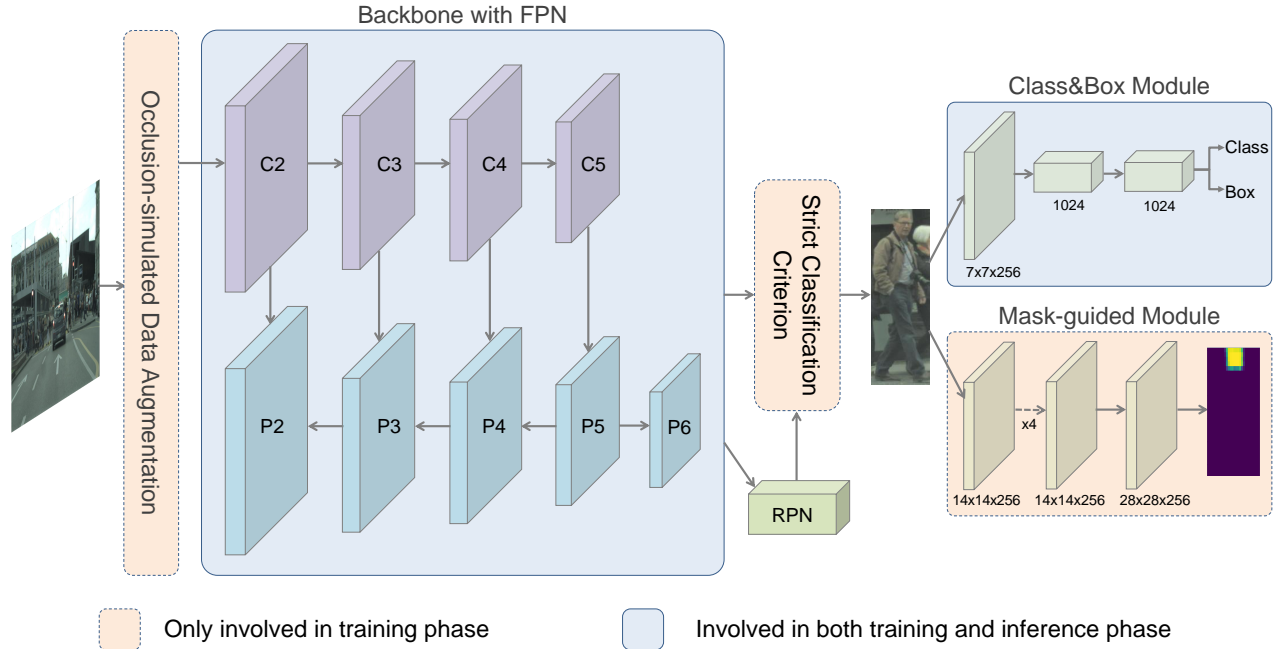 Backbone with FPN
Occlusion-simulated Data Augmentation
C2
C3
C4
C5
P2
P3
P4
P5
P6
RPN
Strict Classification
Criterion
Class&Box Module
7x7x256
1024
1024
Class
Box
Mask-guided Module
x4
14x14x256
14x14x256
28x28x256
Only involved in training phase
Involved in both training and inference phase